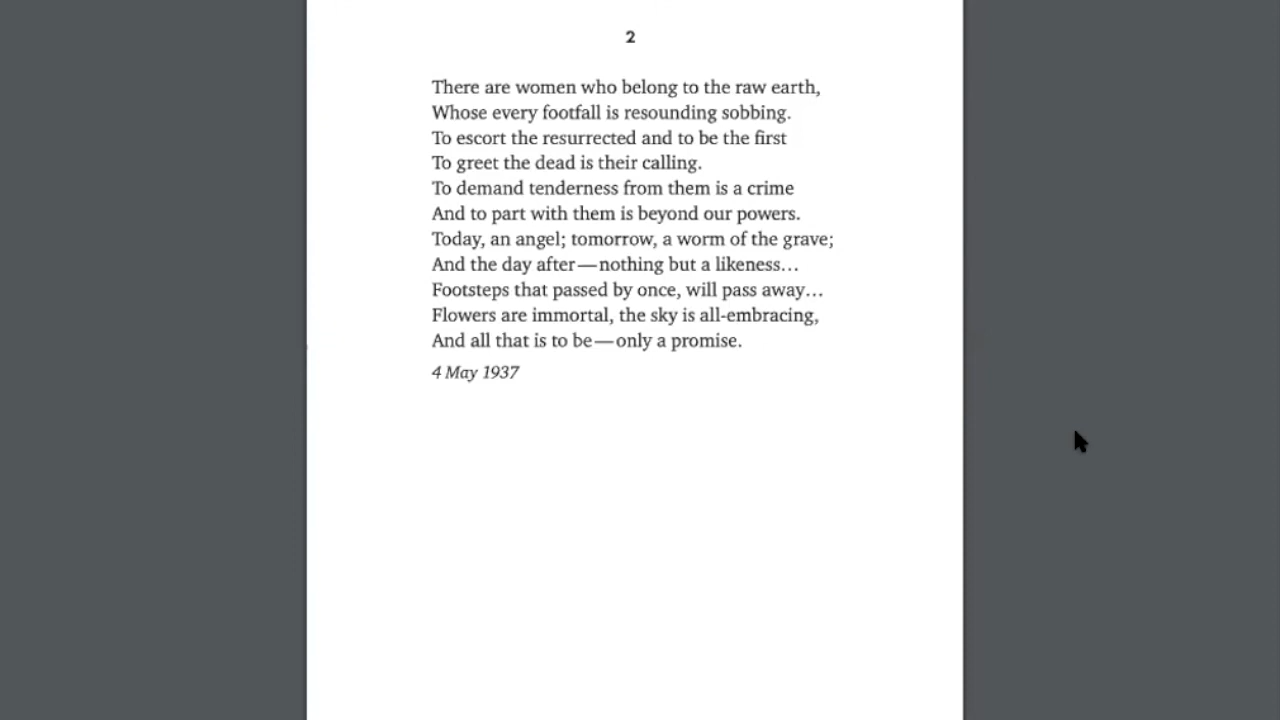 2
There are women who belong to the raw earth,
Whose every footfall is resounding sobbing.
To escort the resurrected and to be the first
To greet the dead is their calling.
To demand tenderness from them is a crime
And to part with them is beyond our powers.
Today, an angel; tomorrow, a worm of the grave;
And the day after—nothing but a likeness…
Footsteps that passed by once, will pass away…
Flowers are immortal, the sky is all-embracing,
And all that is to be—only a promise.
4 May 1937